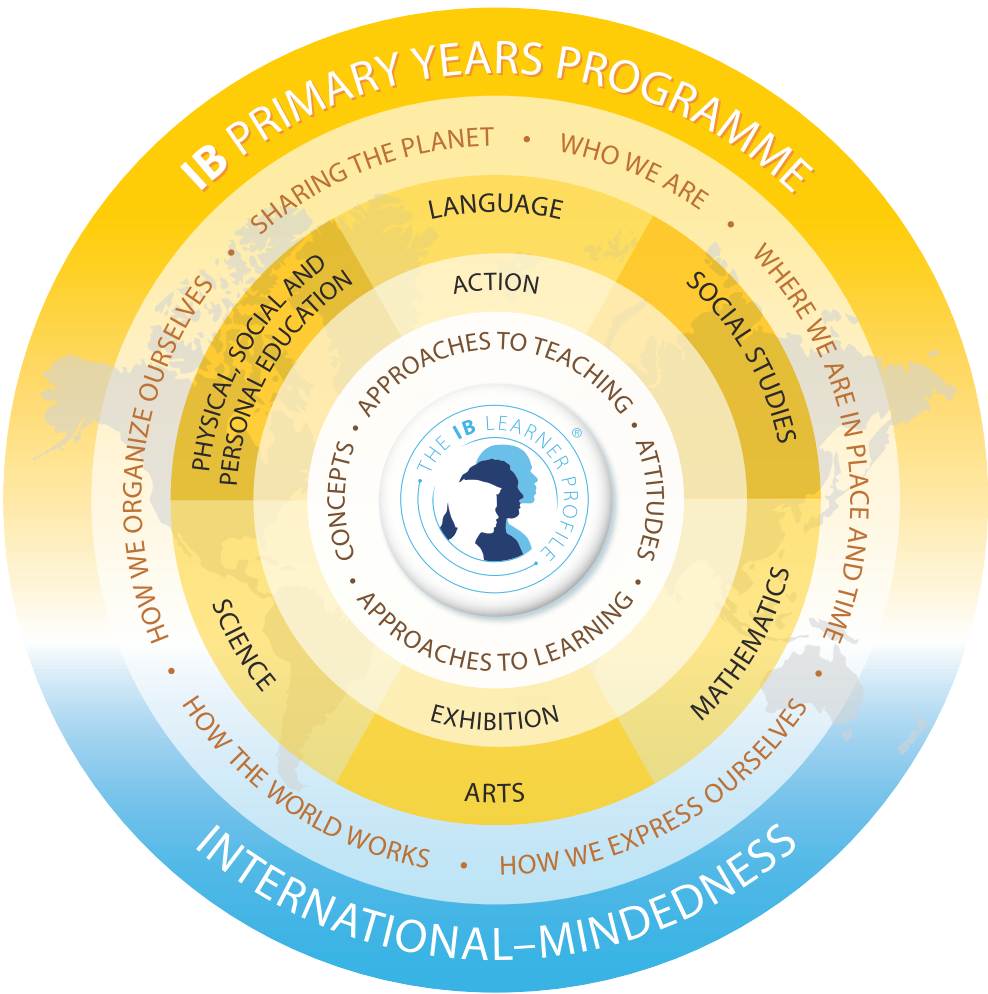 IB PRIMARY YEARS PROGRAMME
SHARING THE PLANET • WHO WE ARE • WHERE WE ARE IN PLACE AND TIME • HOW WE EXPRESS OURSELVES • HOW THE WORLD WORKS • HOW WE ORGANIZE OURSELVES •
LANGUAGE
SOCIAL STUDIES
MATHEMATICS
ARTS
SCIENCE
PHYSICAL, SOCIAL AND
PERSONAL EDUCATION
ACTION
EXHIBITION
APPROACHES TO TEACHING • ATTITUDES • APPROACHES TO LEARNING • CONCEPTS •
THE IB LEARNER PROFILE ®
INTERNATIONAL–MINDEDNESS